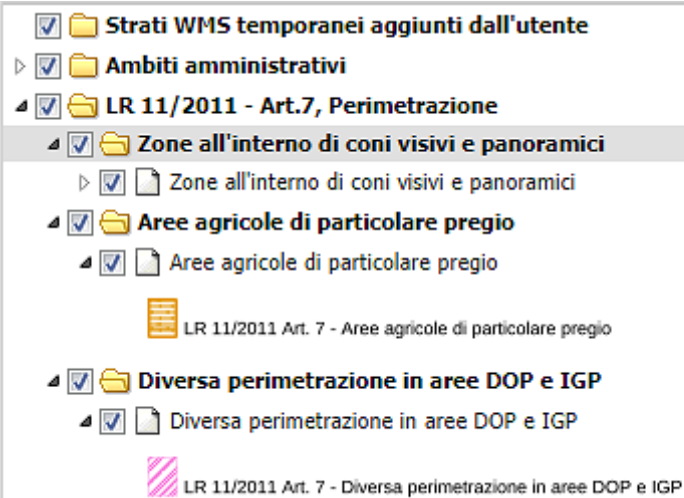 Strati WMS temporanei aggiunti dall'utente
Ambiti amministrativi
LR 11/2011 - Art.7, Perimetrazione
Zone all'interno di coni visivi e panoramici
Zone all'interno di coni visivi e panoramici
Aree agricole di particolare pregio
Aree agricole di particolare pregio
LR 11/2011 Art. 7 - Aree agricole di particolare pregio
Diversa perimetrazione in aree DOP e IGP
Diversa perimetrazione in aree DOP e IGP
LR 11/2011 Art. 7 - Diversa perimetrazione in aree DOP e IGP